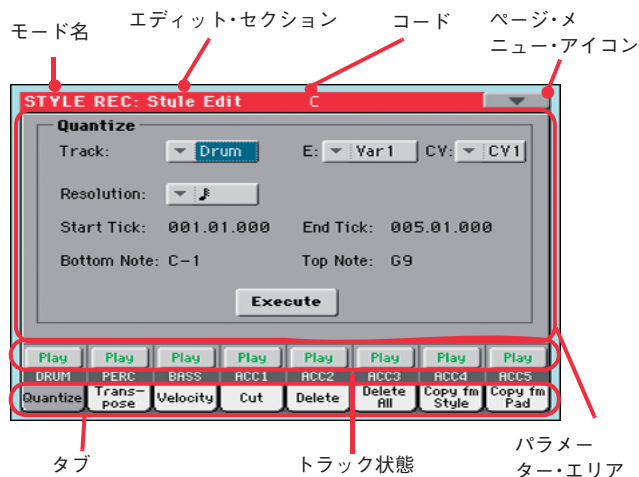 モード名 エディット・セクション コード ページ・メ
ニュー・アイコン
STYLE REC: Style Edit C
Quantize
Track: Drum E: Var1 CV: CV1
Resolution:
Start Tick: 001.01.000 End Tick: 005.01.000
Bottom Note: C-1 Top Note: G9
Execute
Play Play Play Play Play Play Play Play
DRUM PERC BASS ACC1 ACC2 ACC3 ACC4 ACC5
Quantize Trans-
pose Velocity Cut Delete Delete
All Copy fm
Style Copy fm
Pad
タブ トラック状態 パラメー
ター・エリア